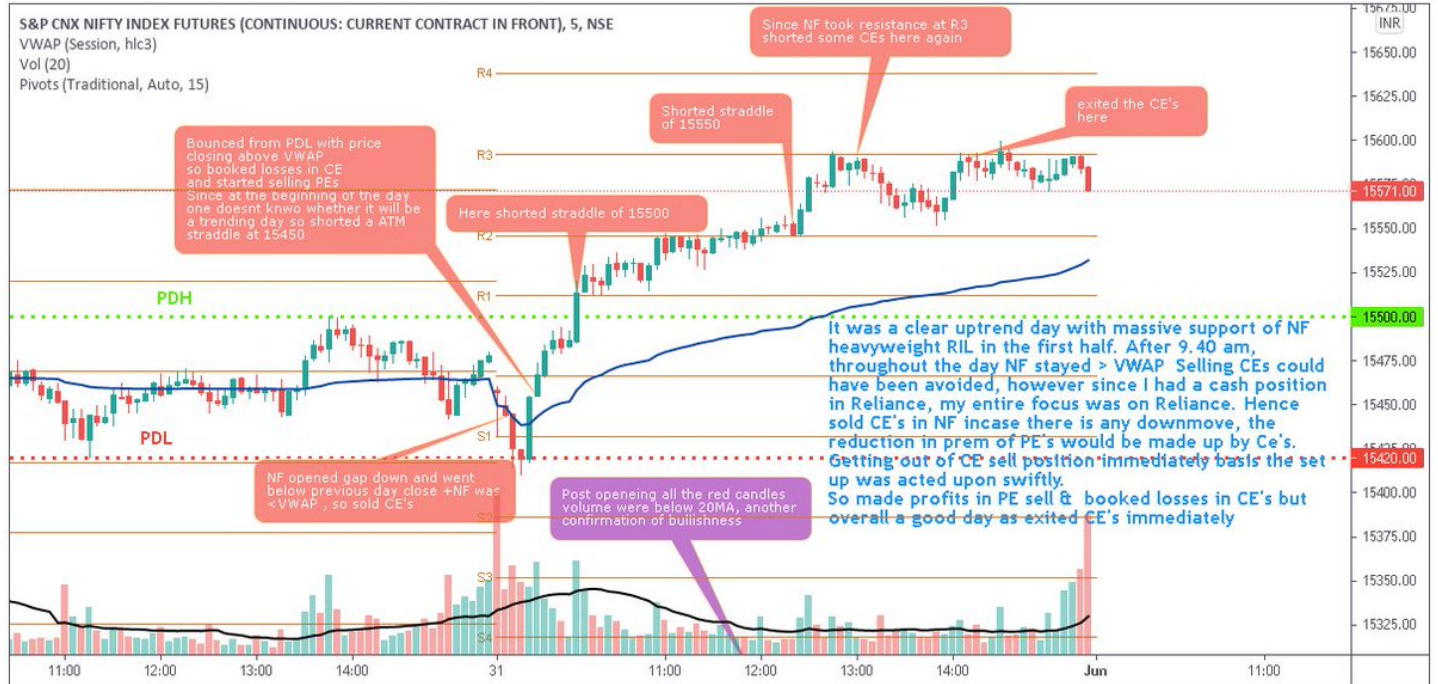 S&P CNX NIFTY INDEX FUTURES (CONTINUOUS: CURRENT CONTRACT IN FRONT), 5, NSE
VWAP (Session, hlc3)
Vol (20)
Pivots (Traditional, Auto, 15)
Since NF took resistance at R3
shorted some CEs here again
R4
Shorted straddle
of 15550
exited the CE's
here
R3
Bounced from PDL with price
closing above VWAP
so booked losses in CE
and started selling PEs
Since at the beginning or the day
one doesnt knwo whether it will be
a trending day so shorted a ATM
straddle at 15450
Here shorted straddle of 15500
R2
R1
PDH
PDL
S1
NF opened gap down and went
below previous day close +NF was
<VWAP , so sold CE's
S2
Post openeing all the red candles
volume were below 20MA, another
confirmation of bullishness
S3
S4
It was a clear uptrend day with massive support of NF
heavyweight RIL in the first half. After 9.40 am,
throughout the day NF stayed > VWAP  Selling CEs could
have been avoided, however since I had a cash position
in Reliance, my entire focus was on Reliance. Hence
sold CE's in NF incase there is any downmove, the
reduction in prem of PE's would be made up by Ce's.
Getting out of CE sell position immediately basis the set
up was acted upon swiftly.
So made profits in PE sell &  booked losses in CE's but
overall a good day as exited CE's immediately
15675.00
INR
15650.00
15625.00
15600.00
15575.00
15571.00
15550.00
15525.00
15500.00
15475.00
15450.00
15425.00
15420.00
15400.00
15375.00
15350.00
15325.00
11:00
12:00
13:00
14:00
31
11:00
12:00
13:00
14:00
Jun
11:00